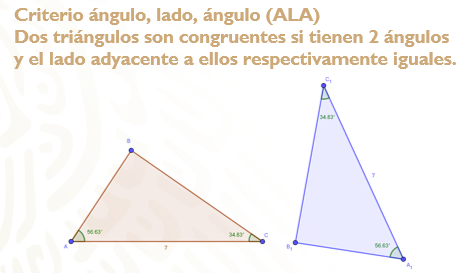 Criterio ángulo, lado, ángulo (ALA)
Dos triángulos son congruentes si tienen 2 ángulos
y el lado adyacente a ellos respectivamente iguales.
C₁
34.63°
B
7
56.63°
34.63°
A
C
7
B₁
56.63°
A₁